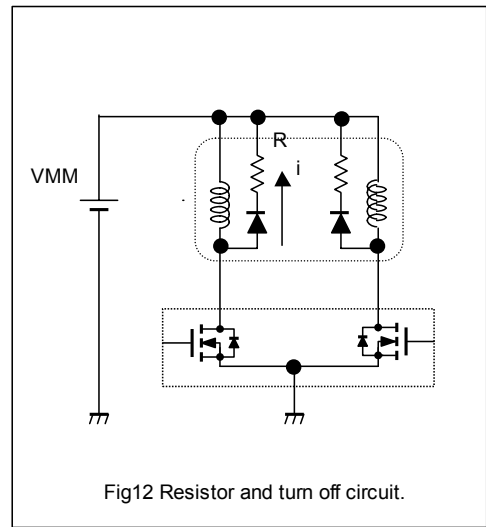 R
i
VMM
Fig12 Resistor and turn off circuit.